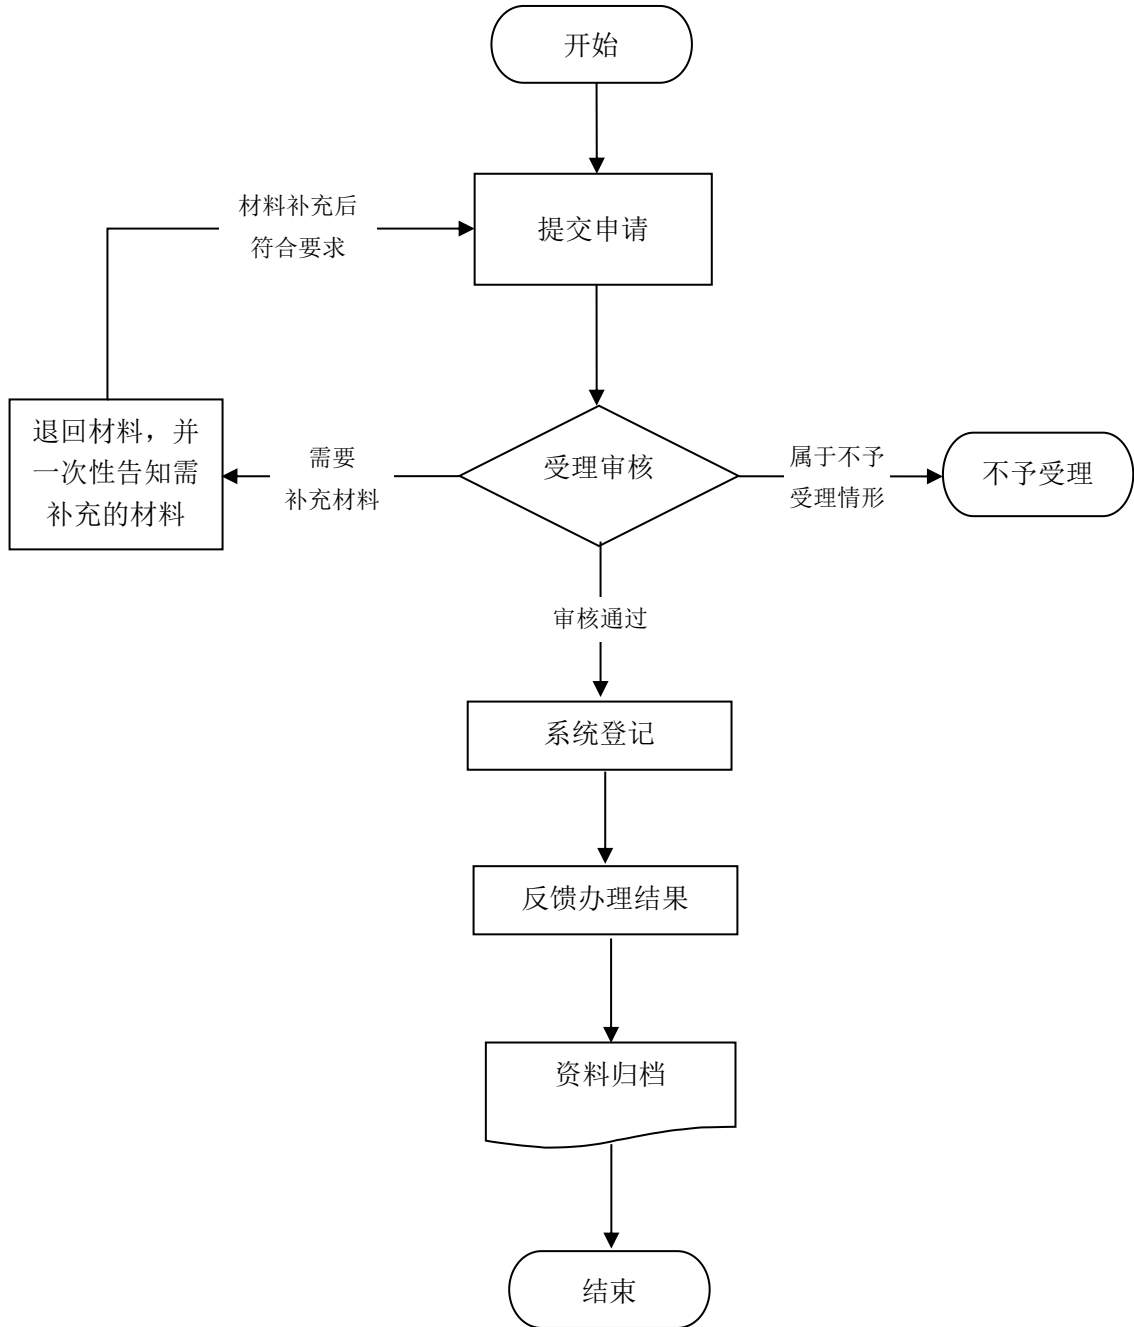 开始
材料补充后
符合要求
提交申请
退回材料，并
一次性告知需
补充的材料
需要
补充材料
受理审核
属于不予
受理情形
不予受理
审核通过
系统登记
反馈办理结果
资料归档
结束